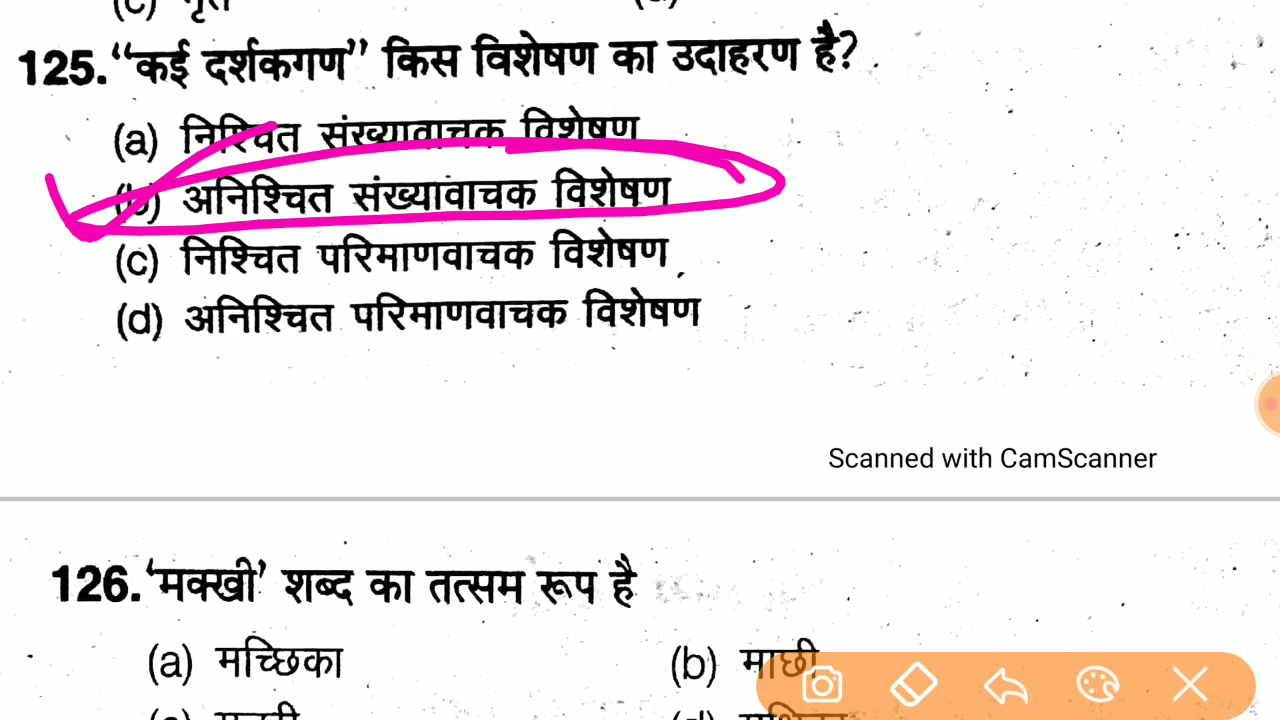 125. “कई दर्शकगण” किस विशेषण का उदाहरण है?
(a) निश्चित संख्यावाचक विशेषण
(b) अनिश्चित संख्यावाचक विशेषण
(c) निश्चित परिमाणवाचक विशेषण
(d) अनिश्चित परिमाणवाचक विशेषण
Scanned with CamScanner
126. ‘मक्खी’ शब्द का तत्सम रूप है
(a) मच्छिका (b) माछी